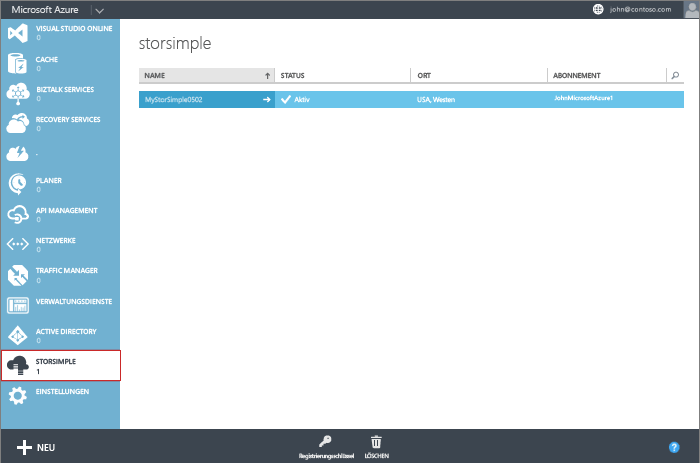 Microsoft Azure
john@contoso.com
VISUAL STUDIO ONLINE
0
CACHE
0
BIZTALK SERVICES
0
RECOVERY SERVICES
0
-
PLANER
0
API MANAGEMENT
0
NETZWERKE
0
TRAFFIC MANAGER
0
VERWALTUNGSDIENSTE
ACTIVE DIRECTORY
0
STORSIMPLE
1
EINSTELLUNGEN
storsimple
NAME STATUS ORT ABONNEMENT
MyStorSimple0502 Aktiv USA, Westen JohnMicrosoftAzure1
NEU
Registrierungsschlüssel LÖSCHEN
?